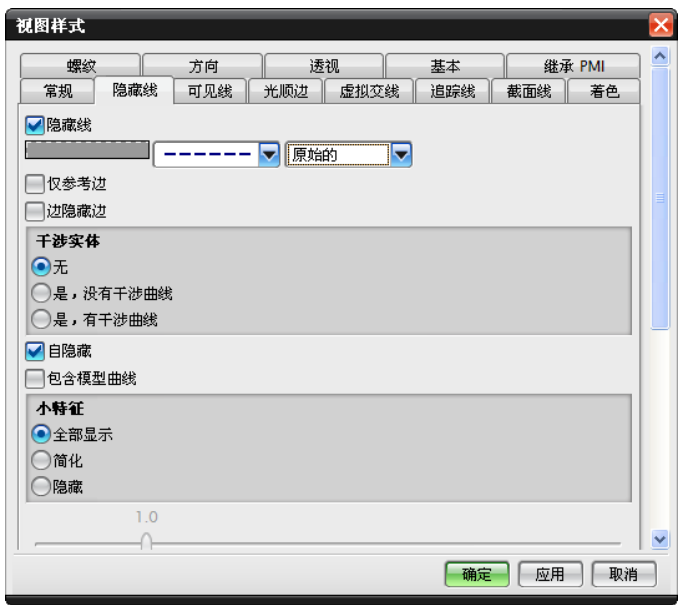 视图样式
螺纹 方向 透视 基本 继承 PMI
常规 隐藏线 可见线 光顺边 虚拟交线 追踪线 截面线 着色
隐藏线
原始的
仅参考边
边隐藏边
干涉实体
无
是，没有干涉曲线
是，有干涉曲线
自隐藏
包含模型曲线
小特征
全部显示
简化
隐藏
1.0
确定 应用 取消